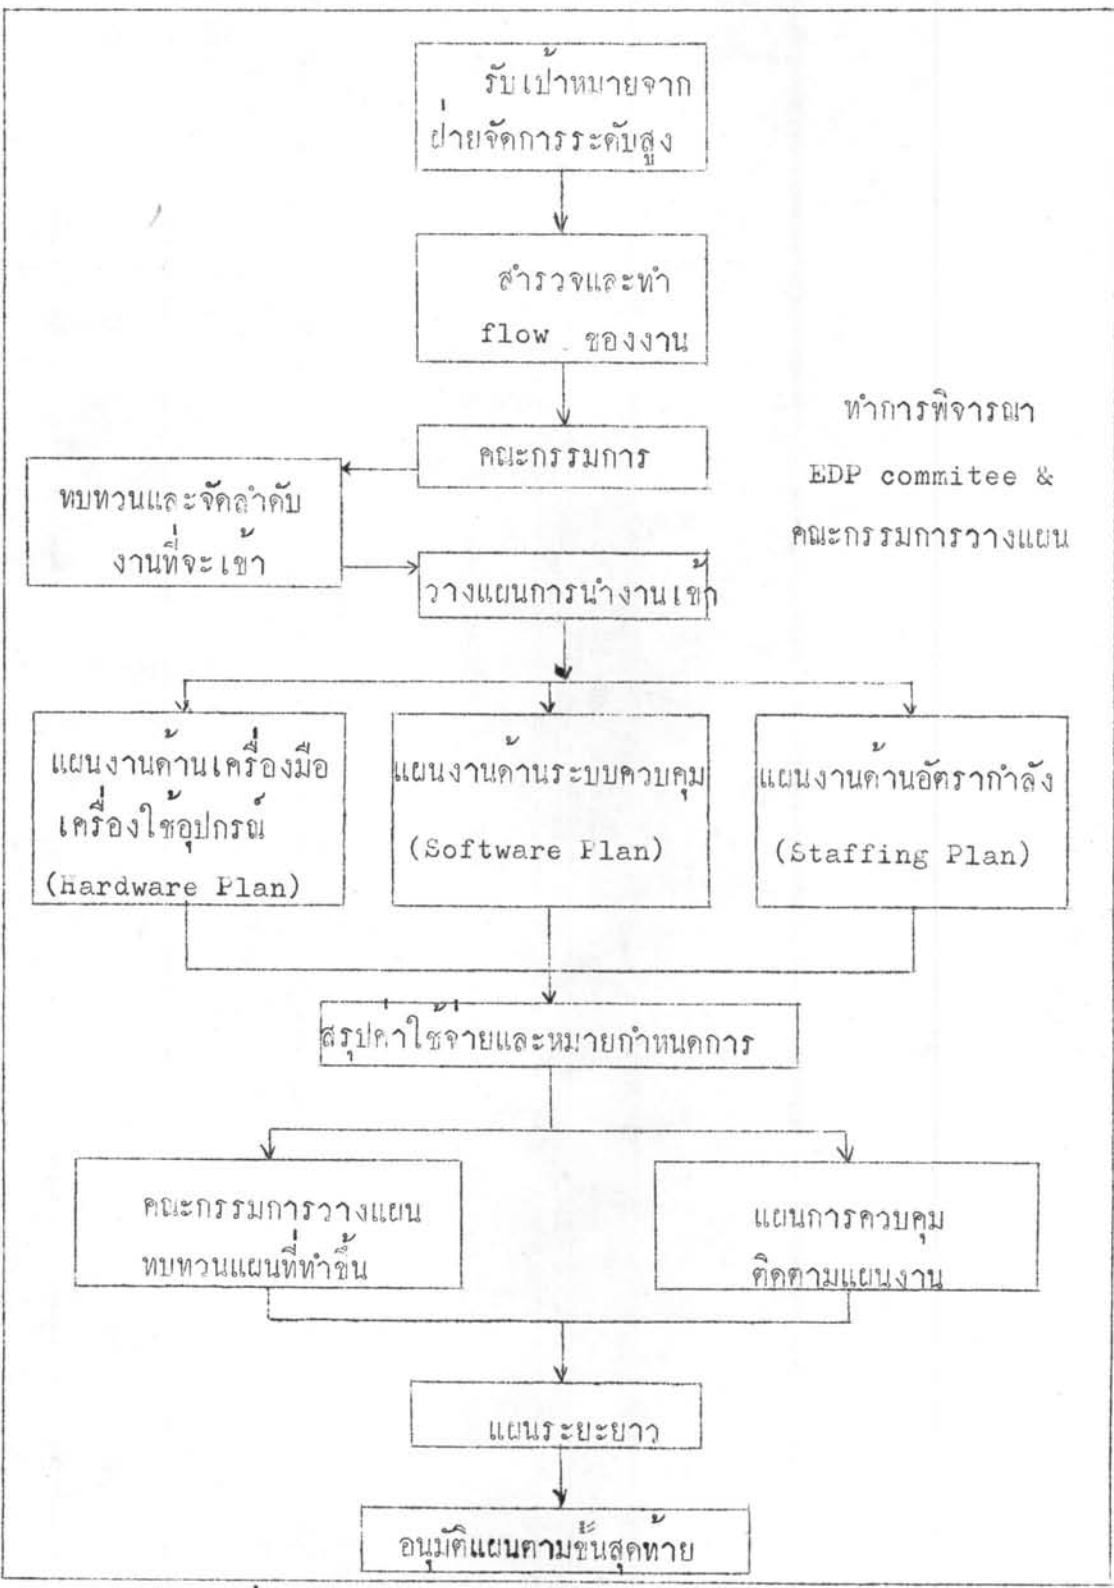 รับเป้าหมายจาก
ฝ่ายจัดการระดับสูง
สำรวจและทำ
flow ของงาน
ทำการพิจารณา
EDP commitee &
คณะกรรมการวางแผน
คณะกรรมการ
ทบทวนและจัดลำดับ
งานที่จะเข้า
วางแผนการนำงานเข้า
แผนงานด้านเครื่องมือ
เครื่องใช้อุปกรณ์
(Hardware Plan)
แผนงานด้านระบบควบคุม
(Software Plan)
แผนงานด้านอัตรากำลัง
(Staffing Plan)
สรุปค่าใช้จ่ายและหมายกำหนดการ
คณะกรรมการวางแผน
ทบทวนแผนที่ทำขึ้น
แผนการควบคุม
ติดตามแผนงาน
แผนระยะยาว
อนุมัติแผนตามขั้นสุดท้าย